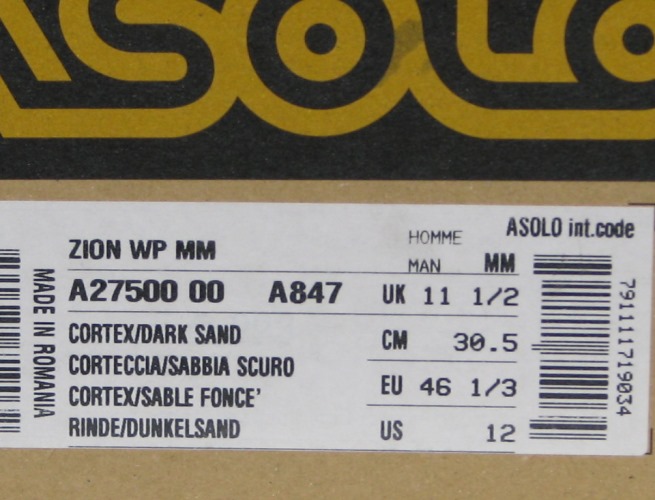 ASOLO
ZION WP MM
HOMME
MAN
MM
ASOLO int.code
A27500 00 A847
UK 11 1/2
CORTEX/DARK SAND
CORTECCIA/SABBIA SCURO
CORTEX/SABLE FONCE'
RINDE/DUNKELSAND
CM 30.5
EU 46 1/3
US 12
MADE IN ROMANIA
791111719034